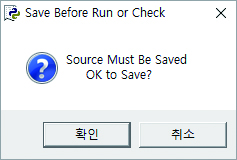 Save Before Run or Check
Source Must Be Saved
OK to Save?
확인
취소